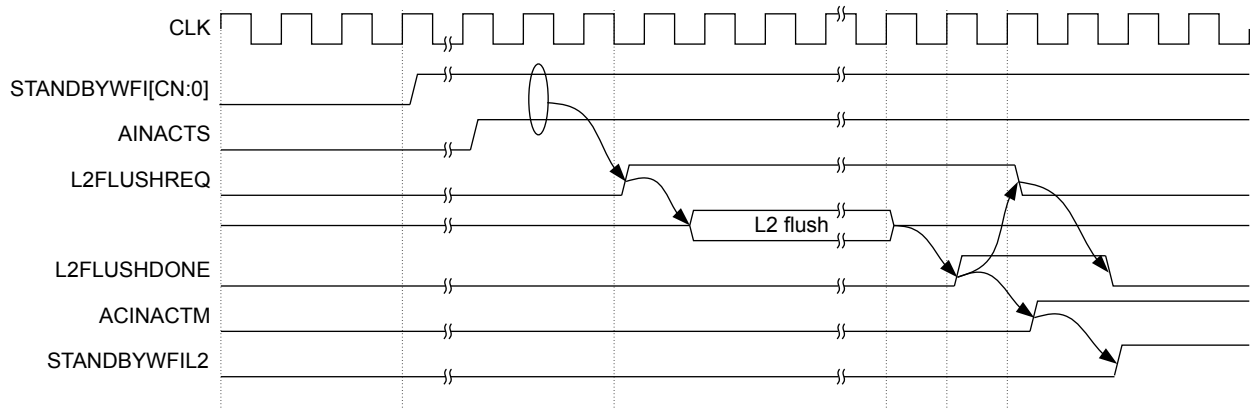 CLK
STANDBYWFI[CN:0]
AINACTS
L2FLUSHREQ
L2 flush
L2FLUSHDONE
ACINACTM
STANDBYWFIL2